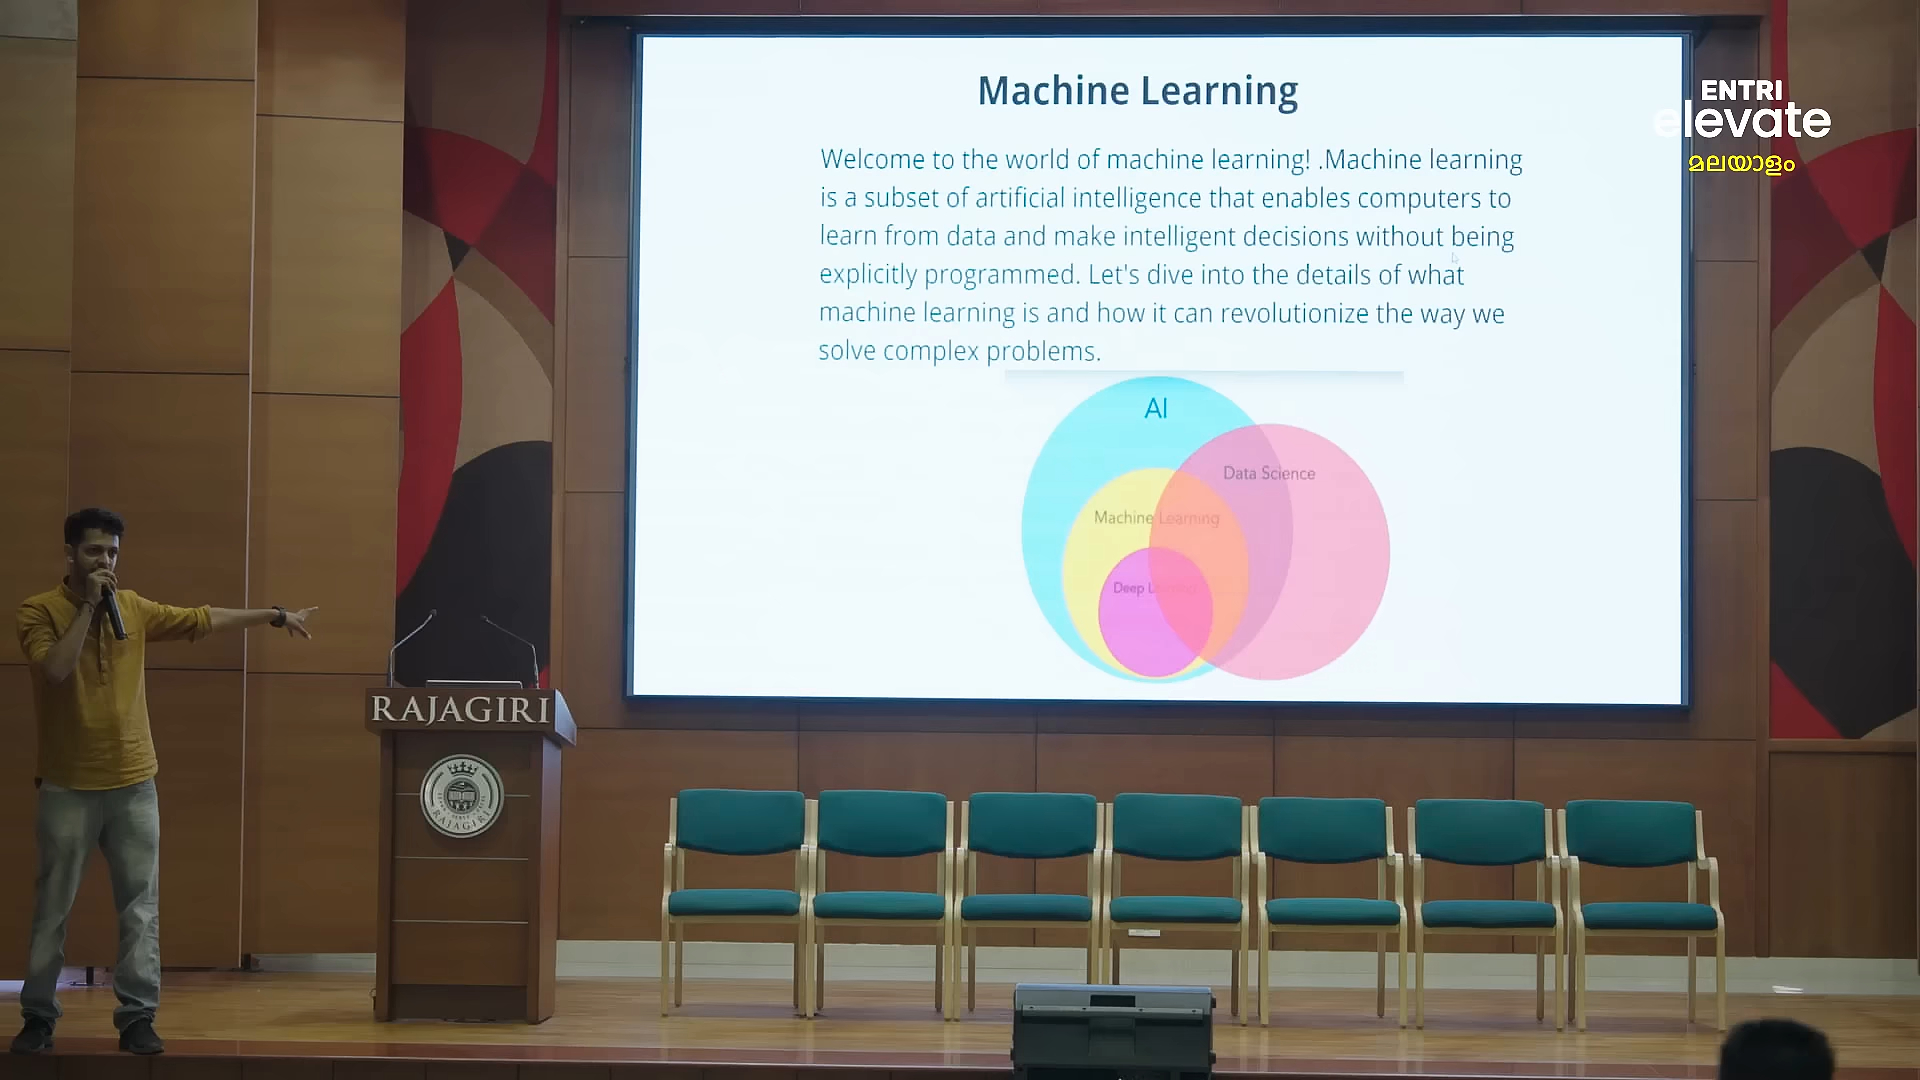 Machine Learning
Welcome to the world of machine learning! .Machine learning
is a subset of artificial intelligence that enables computers to
learn from data and make intelligent decisions without being
explicitly programmed. Let's dive into the details of what
machine learning is and how it can revolutionize the way we
solve complex problems.
AI
Data Science
Machine Learning
Deep Learning
ENTRI
elevate
മലയാളം
RAJAGIRI
RAJAGIRI